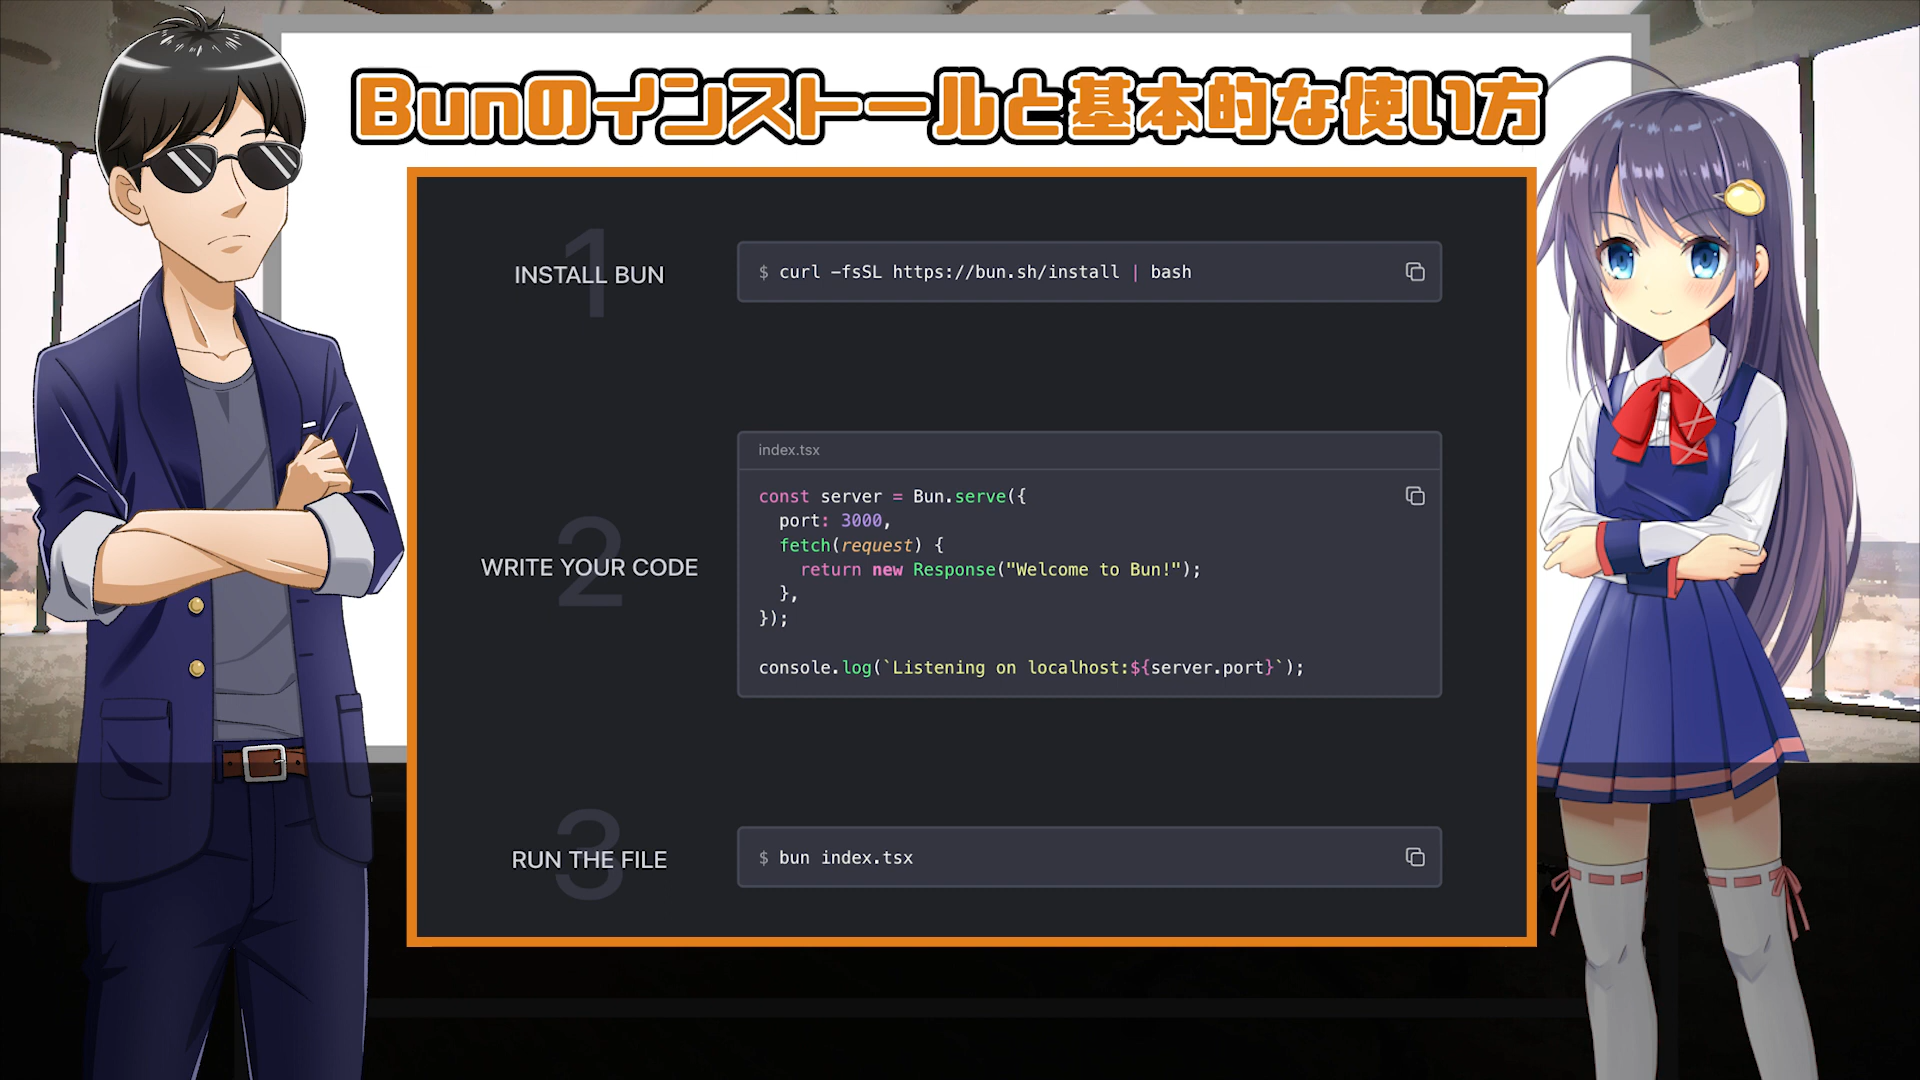 Bunのインストールと基本的な使い方
1
INSTALL BUN
$ curl -fsSL https://bun.sh/install | bash
2
WRITE YOUR CODE
index.tsx
const server = Bun.serve({
  port: 3000,
  fetch(request) {
    return new Response("Welcome to Bun!");
  },
});

console.log(`Listening on localhost:${server.port}`);
3
RUN THE FILE
$ bun index.tsx